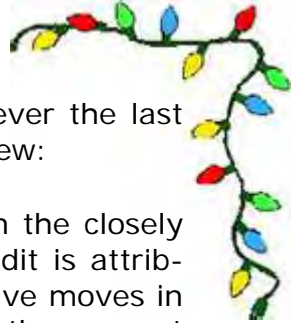 ever the last
ew:
n the closely
dit is attrib-
ve moves in